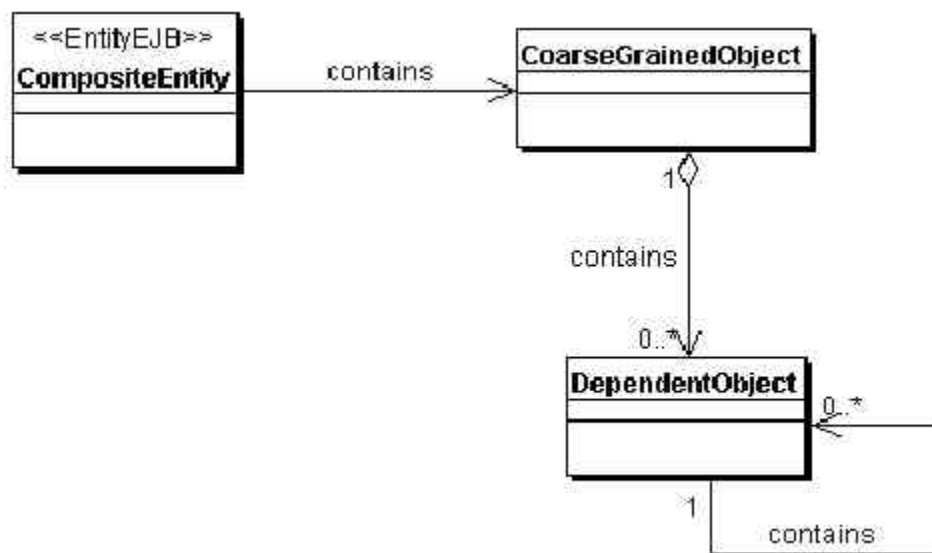 <<EntityEJB>>
CompositeEntity
contains
CoarseGrainedObject
1
contains
0..*
DependentObject
0..*
1
contains